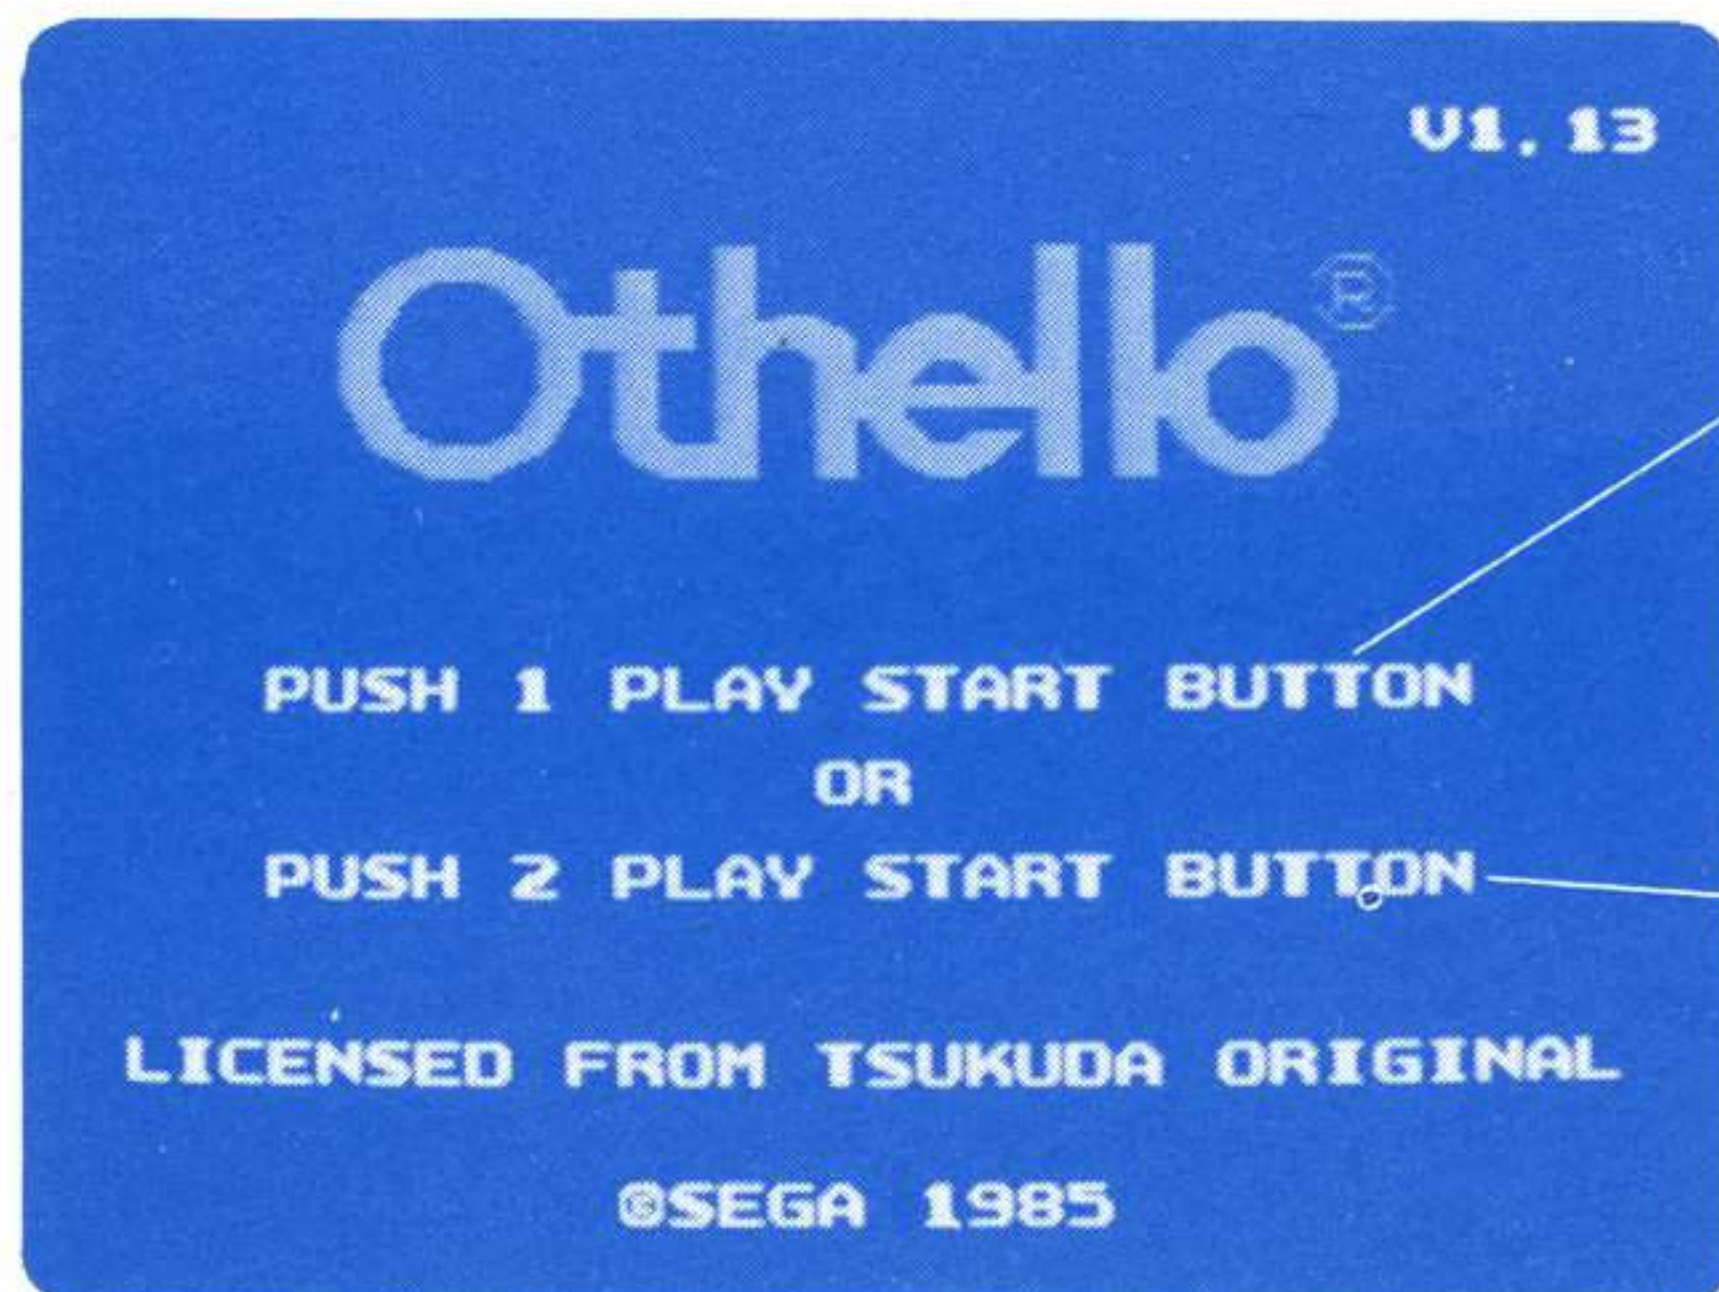 V1.13
Othello®
PUSH 1 PLAY START BUTTON
OR
PUSH 2 PLAY START BUTTON
LICENSED FROM TSUKUDA ORIGINAL
©SEGA 1985